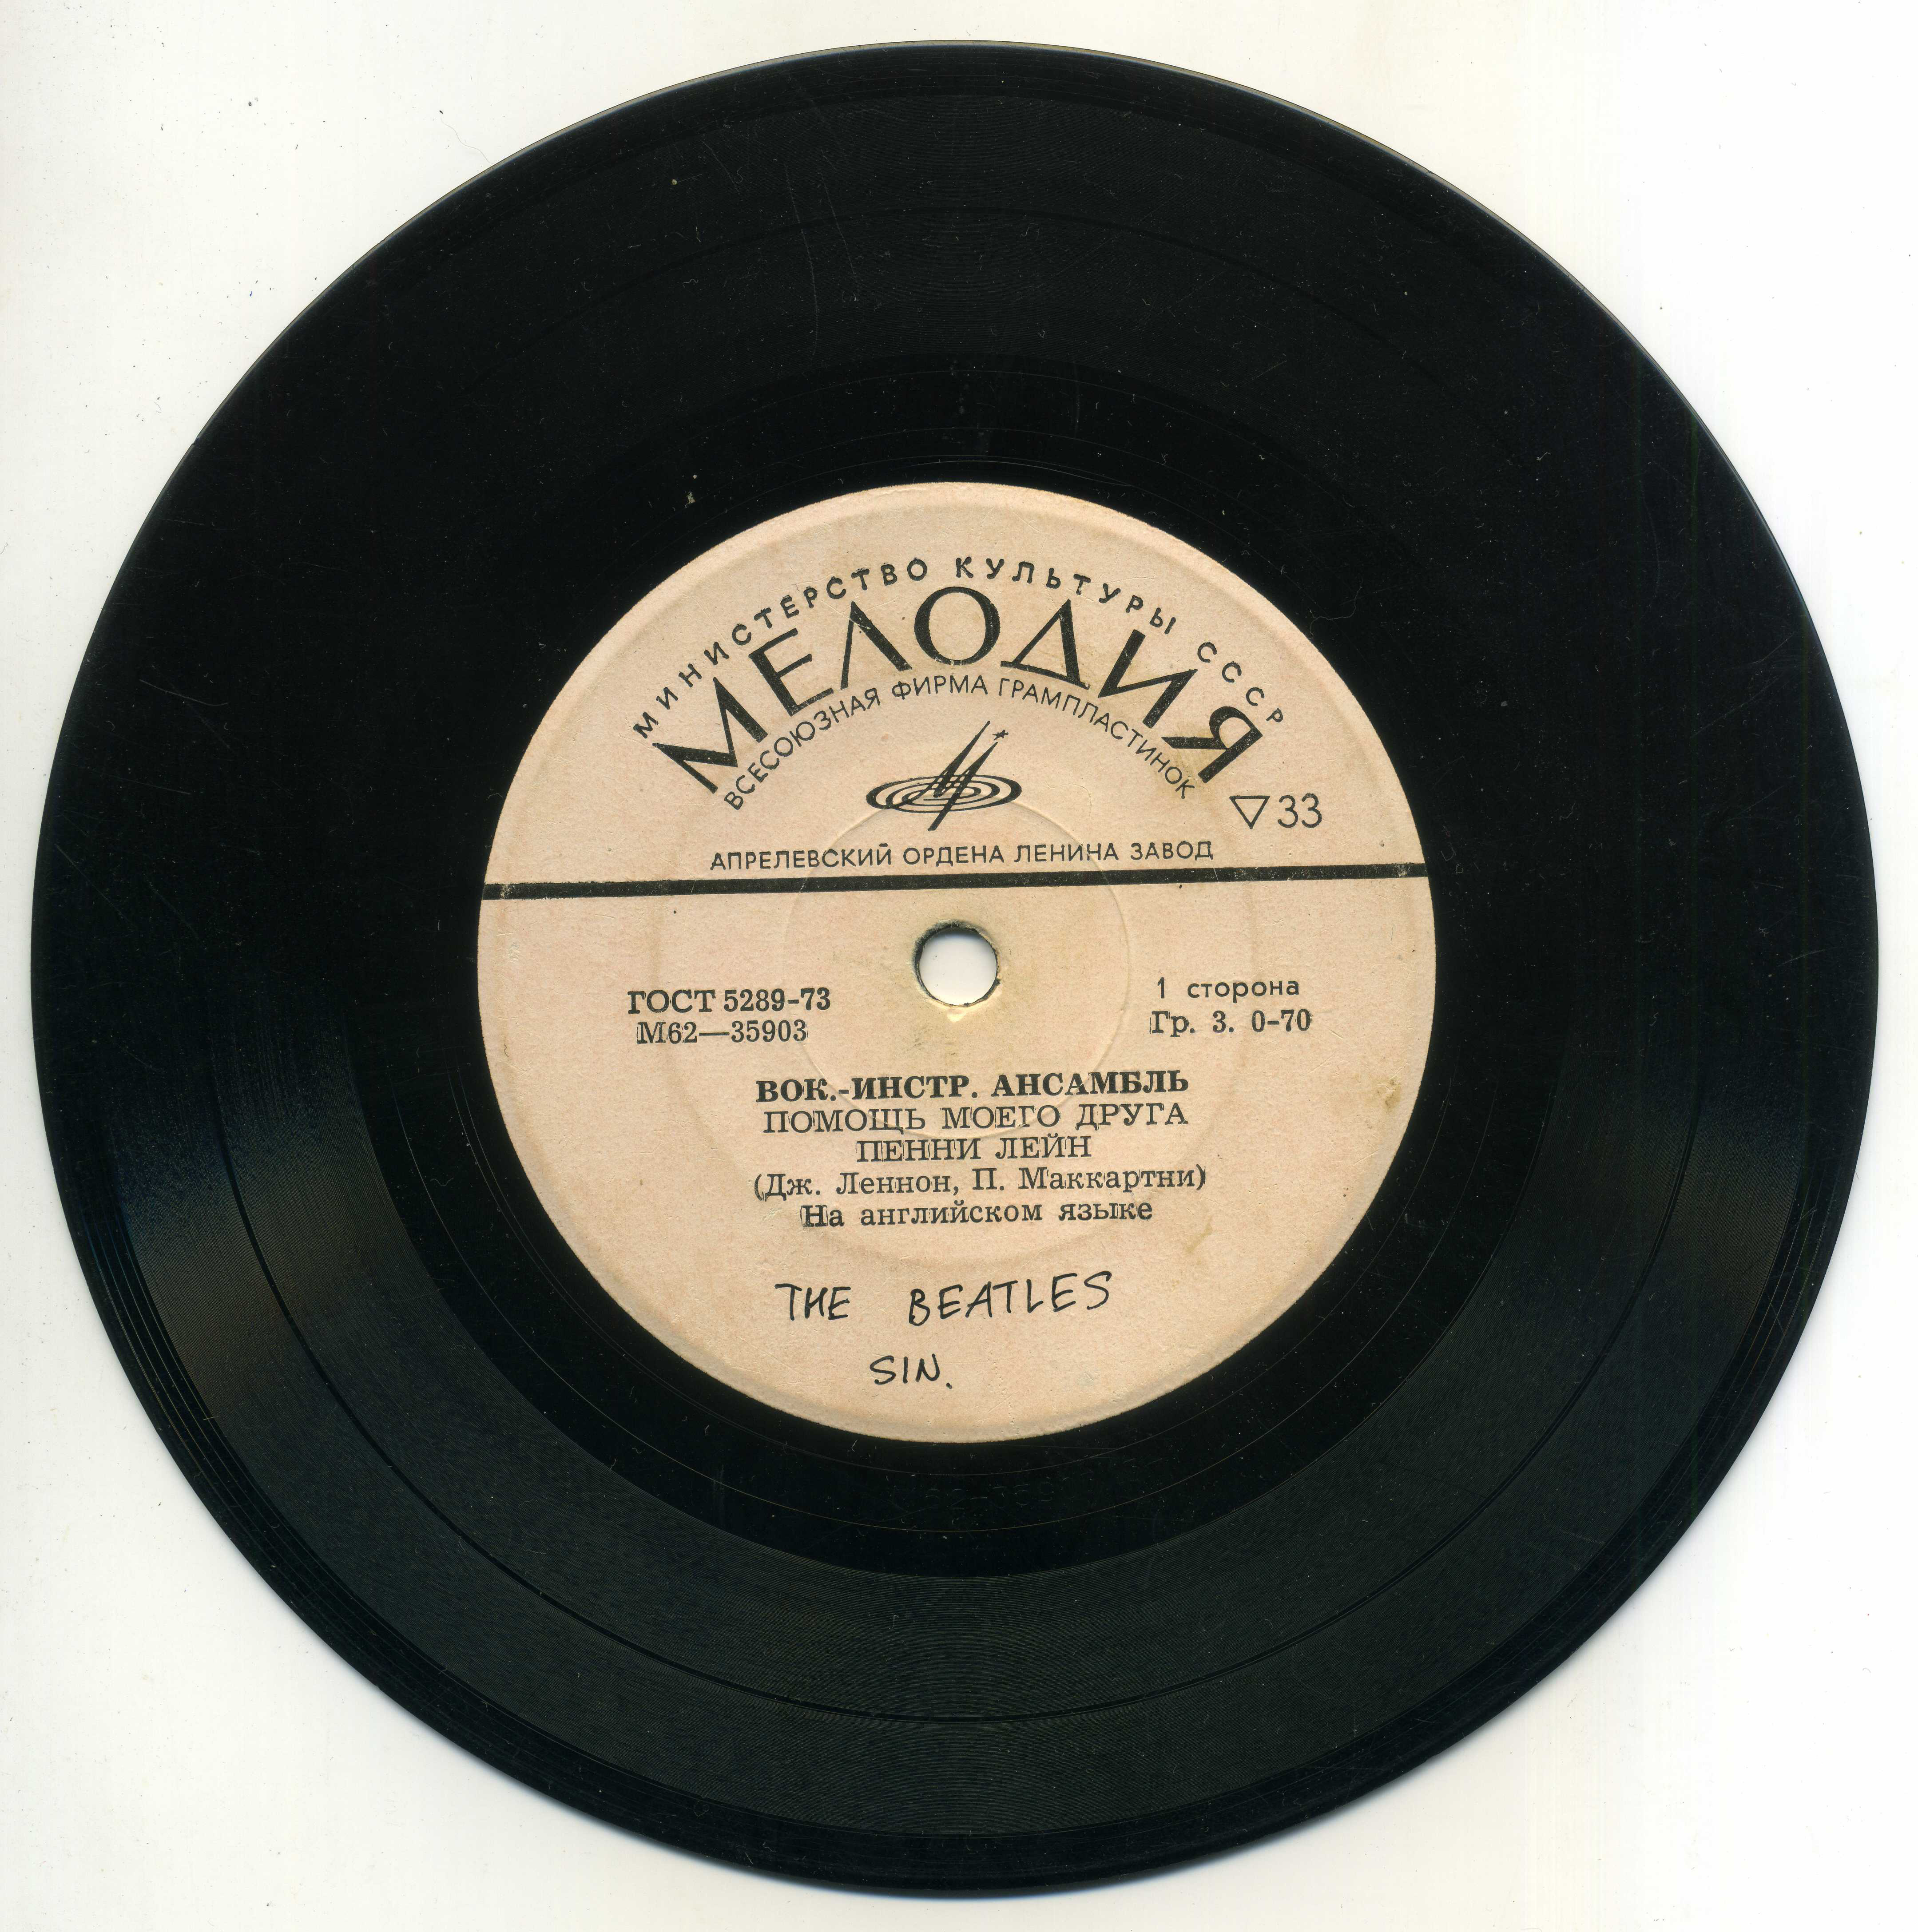 МИНИСТЕРСТВО КУЛЬТУРЫ СССР
МЕЛОДИЯ
ВСЕСОЮЗНАЯ ФИРМА ГРАМПЛАСТИНОК
▽33
АПРЕЛЕВСКИЙ ОРДЕНА ЛЕНИНА ЗАВОД
ГОСТ 5289-73
М62—35903
1 сторона
Гр. 3. 0-70
ВОК.-ИНСТР. АНСАМБЛЬ
ПОМОЩЬ МОЕГО ДРУГА
ПЕННИ ЛЕЙН
(Дж. Леннон, П. Маккартни)
На английском языке
THE BEATLES
SIN.